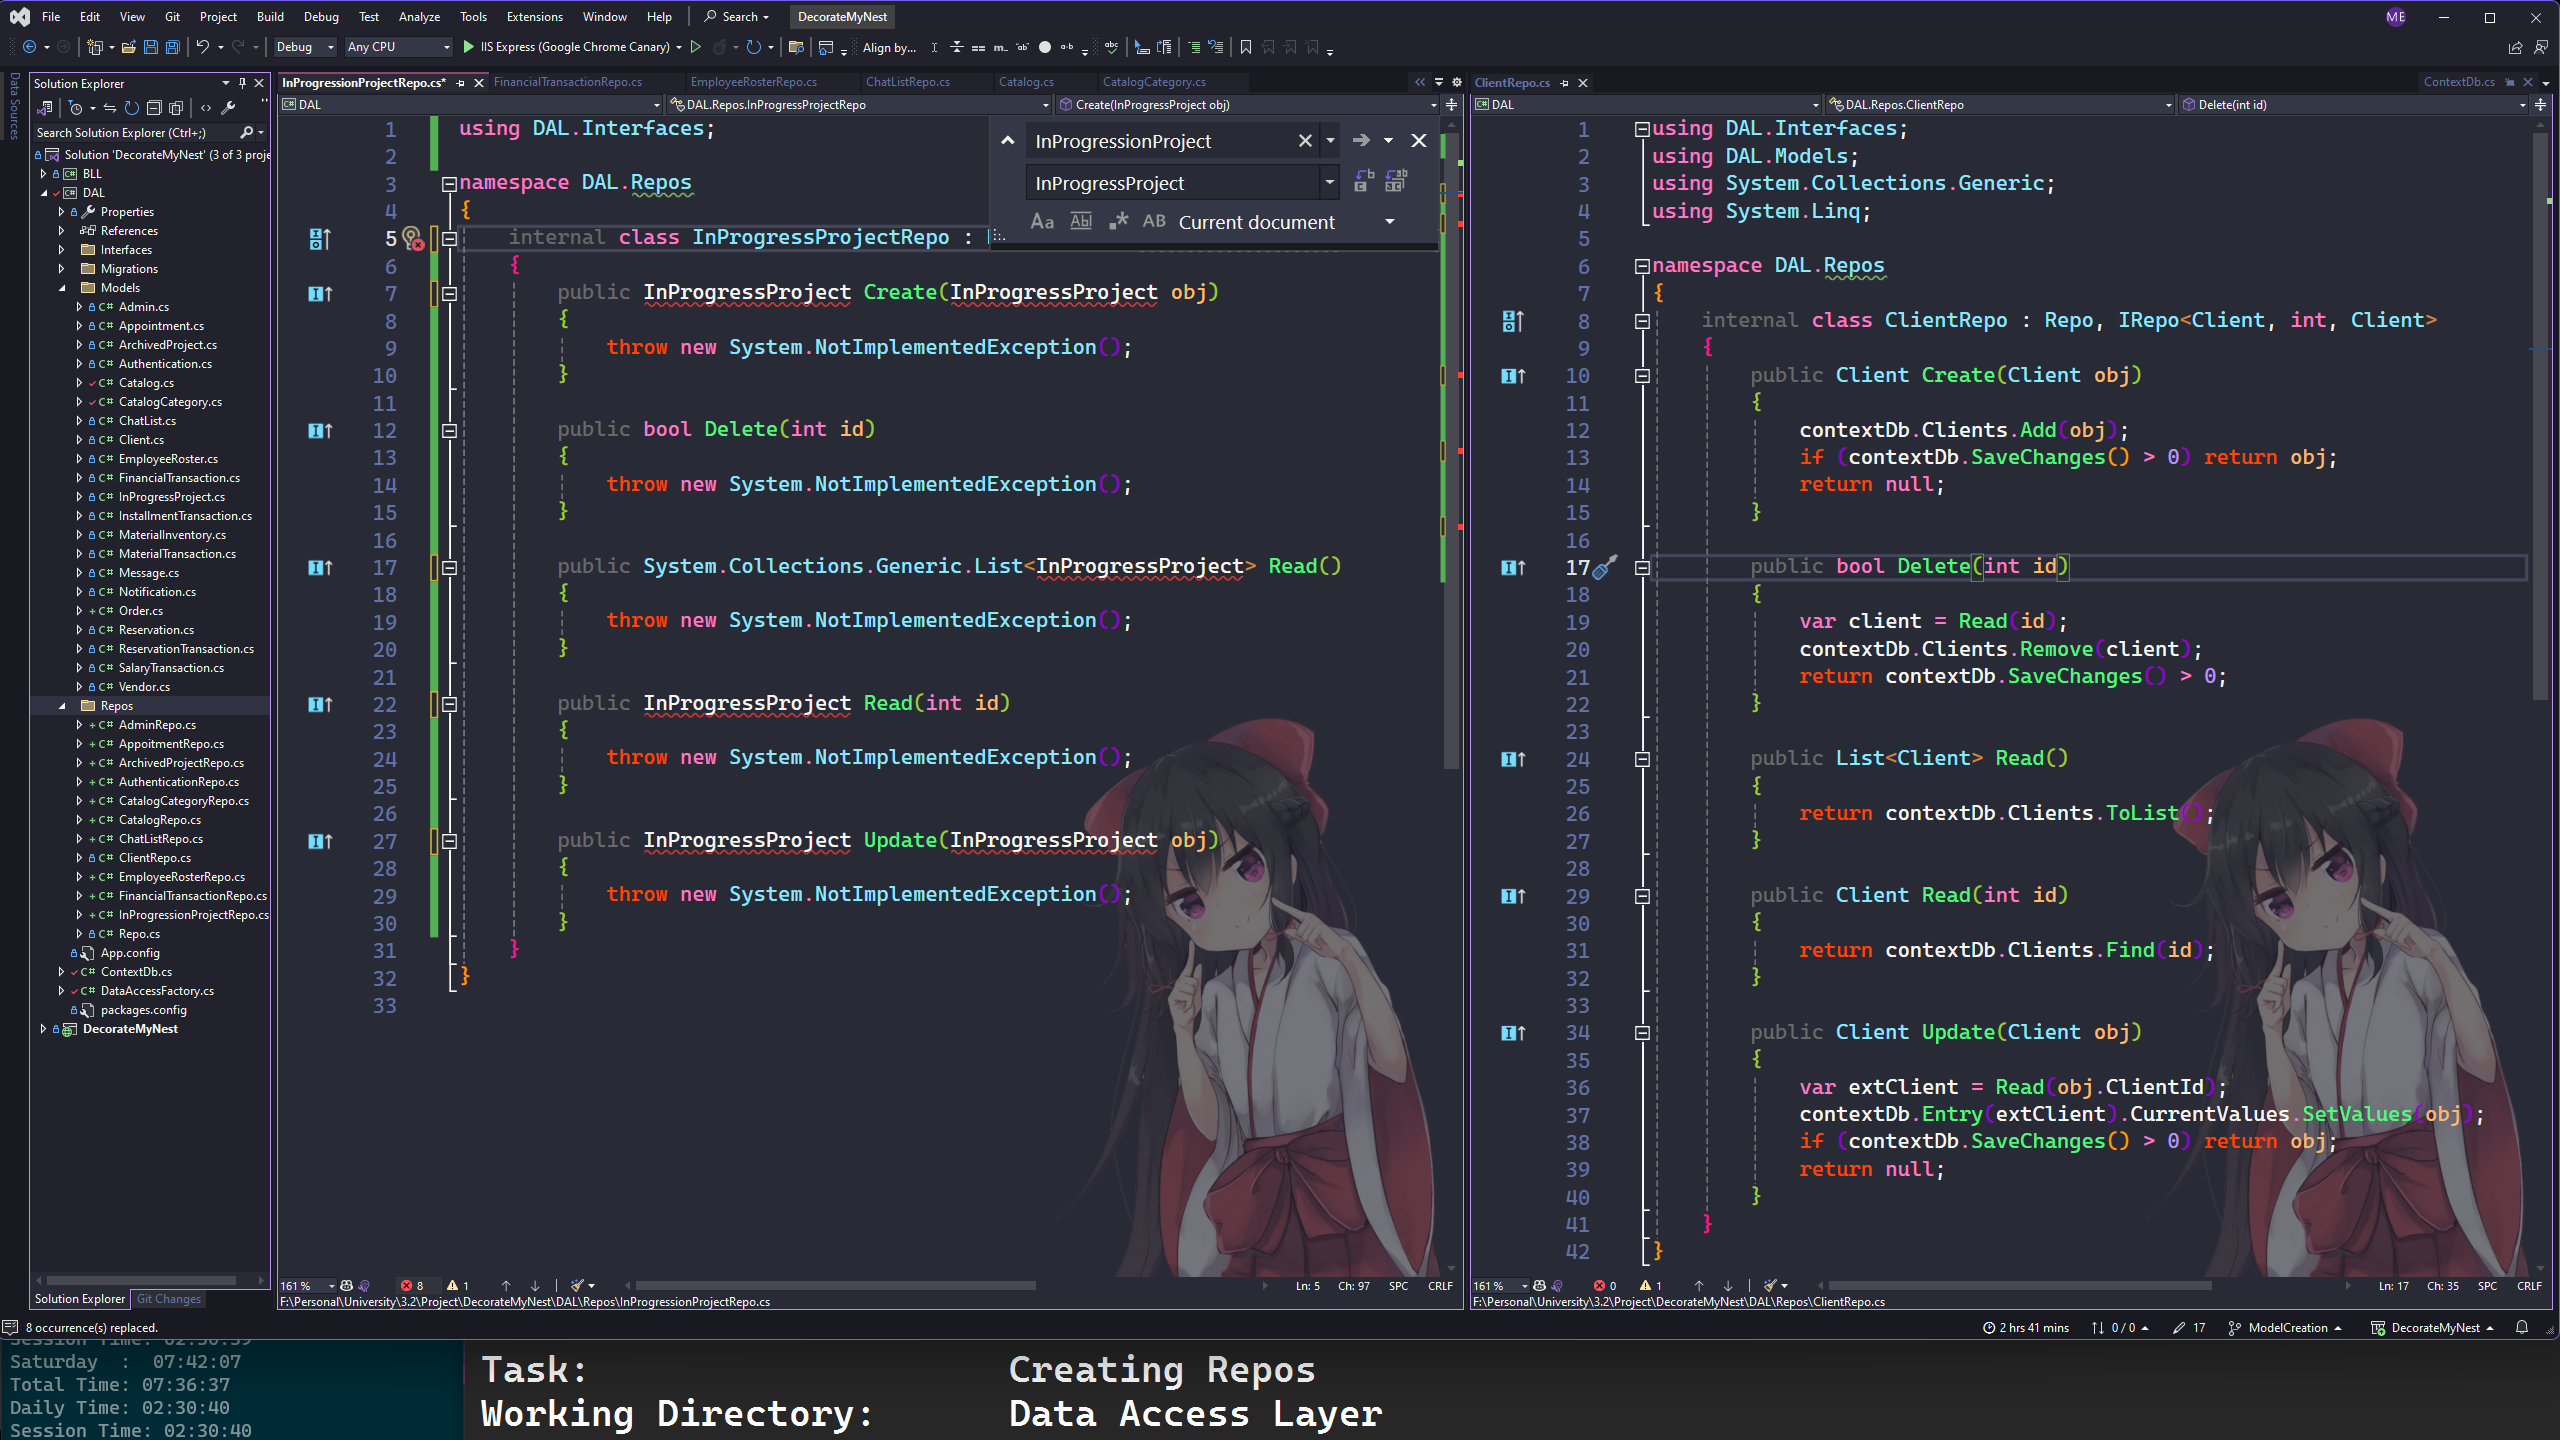 File Edit View Git Project Build Debug Test Analyze Tools Extensions Window Help Search DecorateMyNest ME
Debug Any CPU IIS Express (Google Chrome Canary) Align by...
Data Sources
Solution Explorer
Search Solution Explorer (Ctrl+;)
Solution 'DecorateMyNest' (3 of 3 proje
BLL
DAL
Properties
References
Interfaces
Migrations
Models
C# Admin.cs
C# Appointment.cs
C# ArchivedProject.cs
C# Authentication.cs
C# Catalog.cs
C# CatalogCategory.cs
C# ChatList.cs
C# Client.cs
C# EmployeeRoster.cs
C# FinancialTransaction.cs
C# InProgressProject.cs
C# InstallmentTransaction.cs
C# MaterialInventory.cs
C# MaterialTransaction.cs
C# Message.cs
C# Notification.cs
C# Order.cs
C# Reservation.cs
C# ReservationTransaction.cs
C# SalaryTransaction.cs
C# Vendor.cs
Repos
C# AdminRepo.cs
C# AppoitmentRepo.cs
C# ArchivedProjectRepo.cs
C# AuthenticationRepo.cs
C# CatalogCategoryRepo.cs
C# CatalogRepo.cs
C# ChatListRepo.cs
C# ClientRepo.cs
C# EmployeeRosterRepo.cs
C# FinancialTransactionRepo.cs
C# InProgressionProjectRepo.cs
C# Repo.cs
App.config
C# ContextDb.cs
C# DataAccessFactory.cs
packages.config
DecorateMyNest
Solution Explorer Git Changes
InProgressionProjectRepo.cs* FinancialTransactionRepo.cs EmployeeRosterRepo.cs ChatListRepo.cs Catalog.cs CatalogCategory.cs
DAL DAL.Repos.InProgressProjectRepo Create(InProgressProject obj)
InProgressionProject
InProgressProject
Aa Abl .* AB Current document
1 using DAL.Interfaces;
2
3 namespace DAL.Repos
4 {
5 internal class InProgressProjectRepo :
6 {
7 public InProgressProject Create(InProgressProject obj)
8 {
9 throw new System.NotImplementedException();
10 }
11
12 public bool Delete(int id)
13 {
14 throw new System.NotImplementedException();
15 }
16
17 public System.Collections.Generic.List<InProgressProject> Read()
18 {
19 throw new System.NotImplementedException();
20 }
21
22 public InProgressProject Read(int id)
23 {
24 throw new System.NotImplementedException();
25 }
26
27 public InProgressProject Update(InProgressProject obj)
28 {
29 throw new System.NotImplementedException();
30 }
31 }
32 }
33
161 % 8 1 Ln: 5 Ch: 97 SPC CRLF
F:\Personal\University\3.2\Project\DecorateMyNest\DAL\Repos\InProgressionProjectRepo.cs
ClientRepo.cs ContextDb.cs
DAL DAL.Repos.ClientRepo Delete(int id)
1 using DAL.Interfaces;
2 using DAL.Models;
3 using System.Collections.Generic;
4 using System.Linq;
5
6 namespace DAL.Repos
7 {
8 internal class ClientRepo : Repo, IRepo<Client, int, Client>
9 {
10 public Client Create(Client obj)
11 {
12 contextDb.Clients.Add(obj);
13 if (contextDb.SaveChanges() > 0) return obj;
14 return null;
15 }
16
17 public bool Delete(int id)
18 {
19 var client = Read(id);
20 contextDb.Clients.Remove(client);
21 return contextDb.SaveChanges() > 0;
22 }
23
24 public List<Client> Read()
25 {
26 return contextDb.Clients.ToList();
27 }
28
29 public Client Read(int id)
30 {
31 return contextDb.Clients.Find(id);
32 }
33
34 public Client Update(Client obj)
35 {
36 var extClient = Read(obj.ClientId);
37 contextDb.Entry(extClient).CurrentValues.SetValues(obj);
38 if (contextDb.SaveChanges() > 0) return obj;
39 return null;
40 }
41 }
42 }
161 % 0 1 Ln: 17 Ch: 35 SPC CRLF
F:\Personal\University\3.2\Project\DecorateMyNest\DAL\Repos\ClientRepo.cs
8 occurrence(s) replaced. 2 hrs 41 mins 0 / 0 17 ModelCreation DecorateMyNest
Session Time: 02:30:39
Saturday : 07:42:07
Total Time: 07:36:37
Daily Time: 02:30:40
Session Time: 02:30:40
Task: Creating Repos
Working Directory: Data Access Layer